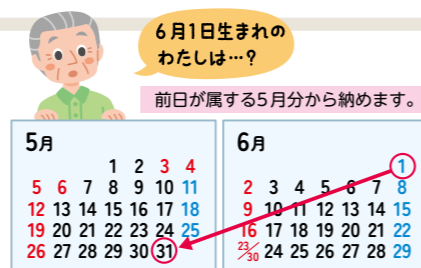 6月1日生まれの
わたしは…?
前日が属する5月分から納めます。
5月
1 2 3 4
5 6 7 8 9 10 11
12 13 14 15 16 17 18
19 20 21 22 23 24 25
26 27 28 29 30 31
6月
1
2 3 4 5 6 7 8
9 10 11 12 13 14 15
16 17 18 19 20 21 22
23/30 24 25 26 27 28 29